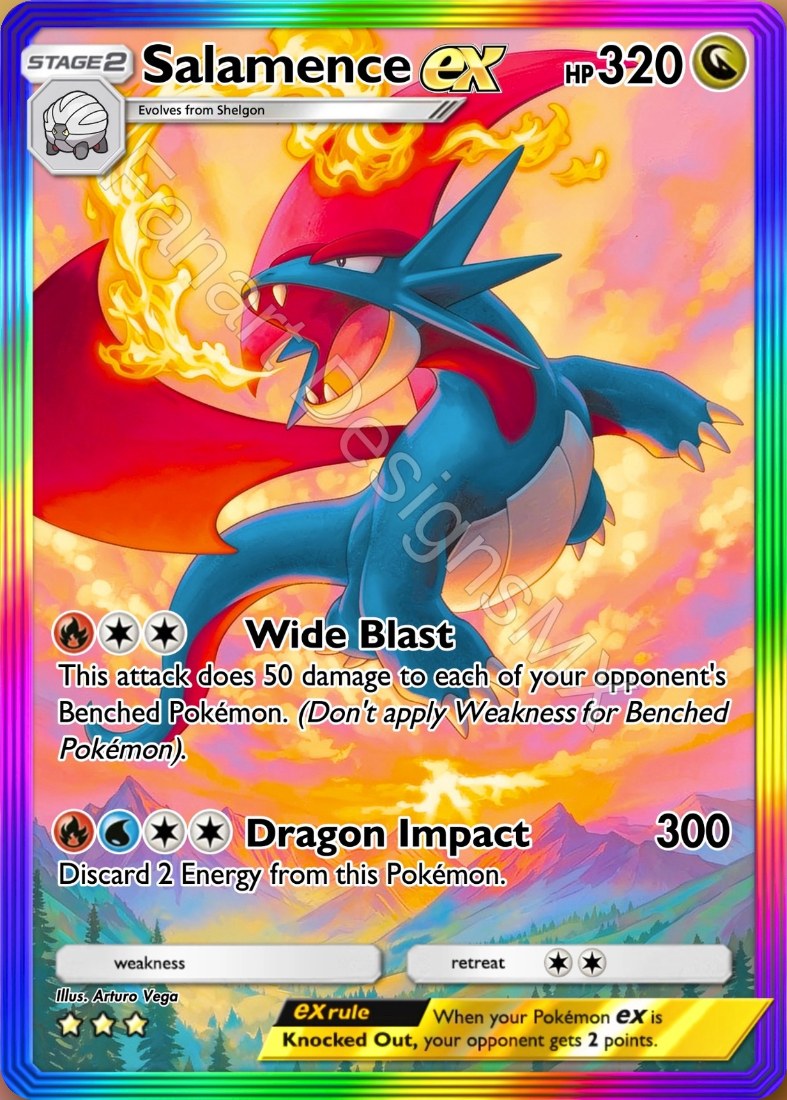 STAGE2 Salamence ex HP320
Evolves from Shelgon
Fanart DesignsMX
Wide Blast
This attack does 50 damage to each of your opponent's
Benched Pokémon. (Don't apply Weakness for Benched
Pokémon).
Dragon Impact 300
Discard 2 Energy from this Pokémon.
weakness retreat
Illus. Arturo Vega
ex rule When your Pokémon ex is
Knocked Out, your opponent gets 2 points.